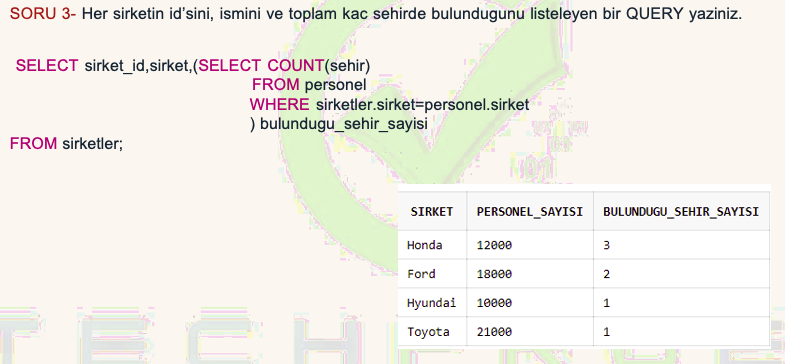 SORU 3- Her sirketin id’sini, ismini ve toplam kac sehirde bulundugunu listeleyen bir QUERY yaziniz.
SELECT sirket_id,sirket,(SELECT COUNT(sehir)
FROM personel
WHERE sirketler.sirket=personel.sirket
) bulundugu_sehir_sayisi
FROM sirketler;
SIRKET PERSONEL_SAYISI BULUNDUGU_SEHIR_SAYISI
Honda 12000 3
Ford 18000 2
Hyundai 10000 1
Toyota 21000 1